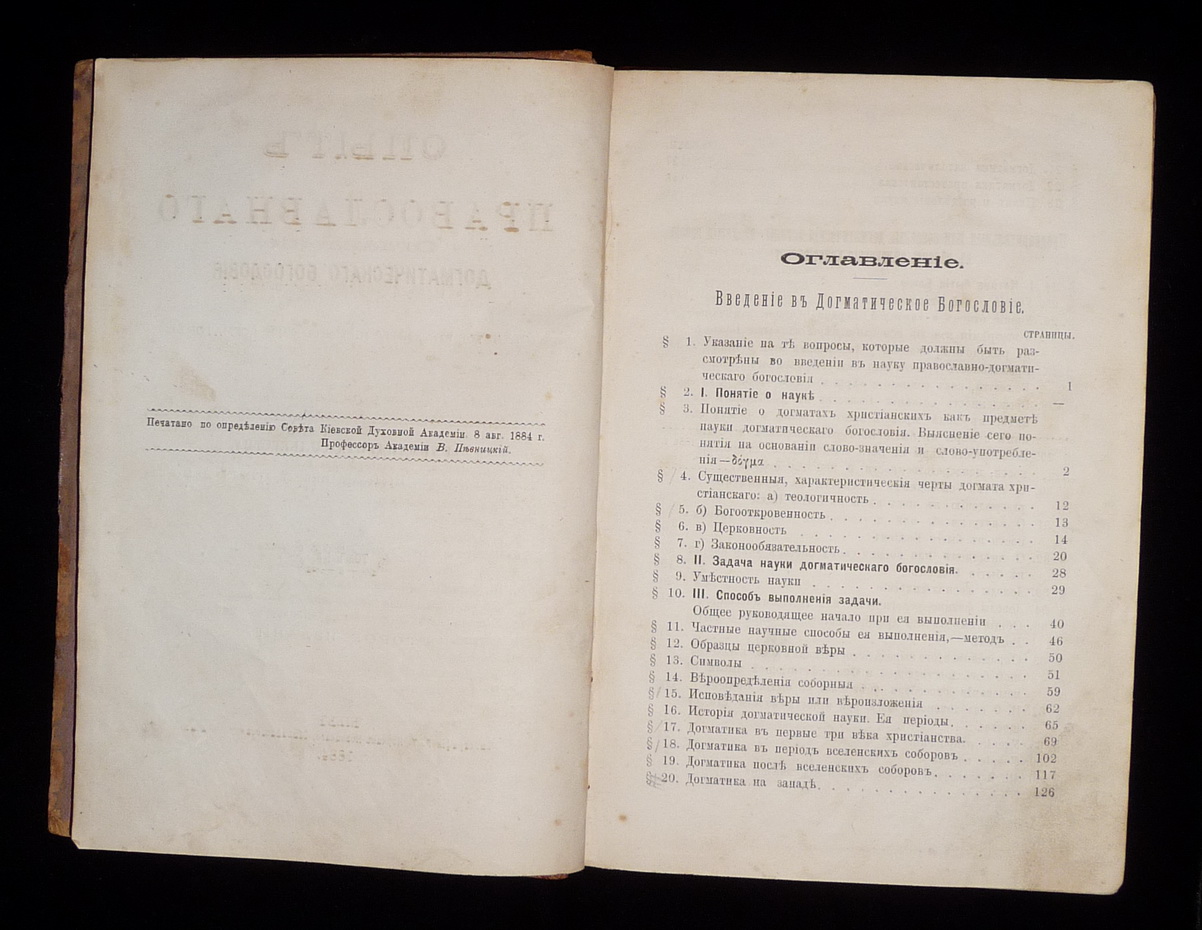 Печатано по опредѣленію Совѣта Кіевской Духовной Академіи. 8 авг. 1884 г.
Профессоръ Академіи В. Пѣвницкій.
Оглавленіе.
Введеніе въ Догматическое Богословіе.
СТРАНИЦЫ.
§ 1. Указаніе на тѣ вопросы, которые должны быть раз-
смотрѣны во введеніи въ науку православно-догмати-
ческаго богословія . . . . . . . . . . . . . . . 1
§ 2. I. Понятіе о наукѣ . . . . . . . . . . . . . . —
§ 3. Понятіе о догматахъ христіанскихъ какъ предметѣ
науки догматическаго богословія. Выясненіе сего по-
нятія на основаніи слово-значенія и слово-употребле-
нія — δόγμα . . . . . . . . . . . . . . . . 2
§ 4. Существенныя, характеристическія черты догмата хри-
стіанскаго: а) теологичность . . . . . . . . . . 12
§ 5. б) Богооткровенность . . . . . . . . . . . . . 13
§ 6. в) Церковность . . . . . . . . . . . . . . . 14
§ 7. г) Законообязательность . . . . . . . . . . . . 20
§ 8. II. Задача науки догматическаго богословія. . . . . . 28
§ 9. Умѣстность науки . . . . . . . . . . . . . . 29
§ 10. III. Способъ выполненія задачи.
Общее руководящее начало при ея выполненіи . . . 40
§ 11. Частные научные способы ея выполненія,—методъ . . 46
§ 12. Образцы церковной вѣры . . . . . . . . . . . 50
§ 13. Символы . . . . . . . . . . . . . . . . . 51
§ 14. Вѣроопредѣленія соборныя . . . . . . . . . . . 59
§ 15. Исповѣданія вѣры или вѣроизложенія . . . . . . . 62
§ 16. Исторія догматической науки. Ея періоды. . . . . . 65
§ 17. Догматика въ первые три вѣка христіанства. . . . . 69
§ 18. Догматика въ періодъ вселенскихъ соборовъ . . . . . 102
§ 19. Догматика послѣ вселенскихъ соборовъ. . . . . . . 117
§ 20. Догматика на западѣ. . . . . . . . . . . . . . 126